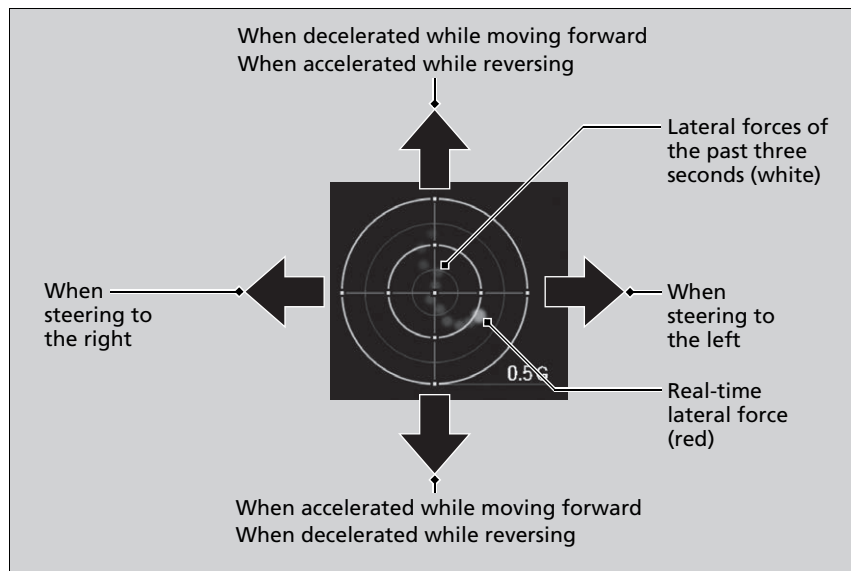 When decelerated while moving forward
When accelerated while reversing
Lateral forces of
the past three
seconds (white)
When
steering to
the right
When
steering to
the left
0.5 G
Real-time
lateral force
(red)
When accelerated while moving forward
When decelerated while reversing